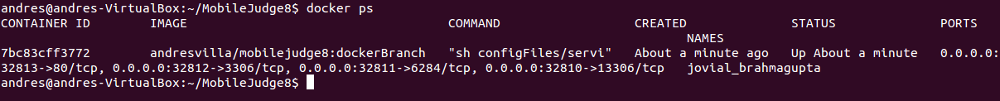 andres@andres-VirtualBox:~/MobileJudge8$ docker ps
CONTAINER ID        IMAGE                                COMMAND                  CREATED              STATUS              PORTS
                                                                                                      NAMES
7bc83cff3772        andresvilla/mobilejudge8:dockerBranch   "sh configFiles/servi"   About a minute ago   Up About a minute   0.0.0.0:
32813->80/tcp, 0.0.0.0:32812->3306/tcp, 0.0.0.0:32811->6284/tcp, 0.0.0.0:32810->13306/tcp   jovial_brahmagupta
andres@andres-VirtualBox:~/MobileJudge8$